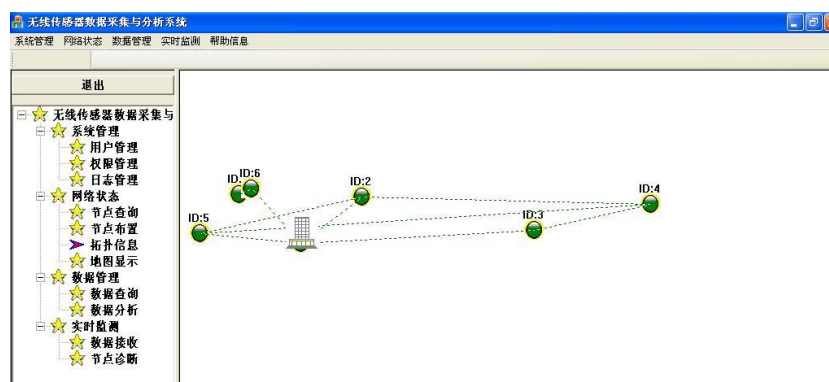 无线传感器数据采集与分析系统
系统管理 网络状态 数据管理 实时监测 帮助信息
退出
无线传感器数据采集与
系统管理
用户管理
权限管理
日志管理
网络状态
节点查询
节点布置
拓扑信息
地图显示
数据管理
数据查询
数据分析
实时监测
数据接收
节点诊断
ID: ID:6
ID:2
ID:4
ID:5
ID:3